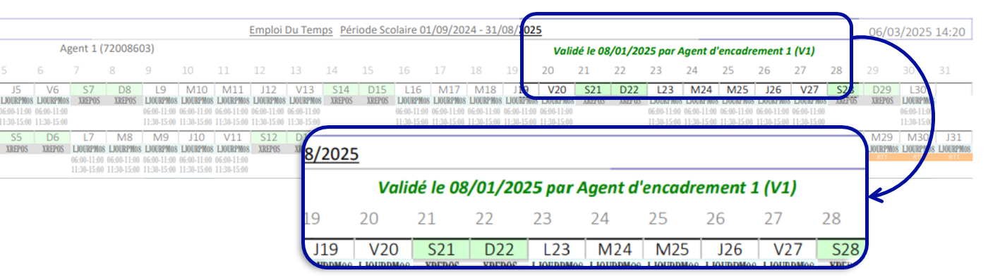 Emploi Du Temps Période Scolaire 01/09/2024 - 31/08/2025 06/03/2025 14:20
Agent 1 (72008603) Validé le 08/01/2025 par Agent d'encadrement 1 (V1)
5 6 7 8 9 10 11 12 13 14 15 16 17 18 19 20 21 22 23 24 25 26 27 28 29 30 31
J5 V6 S7 D8 L9 M10 M11 J12 V13 S14 D15 L16 M17 M18 J19 V20 S21 D22 L23 M24 M25 J26 V27 S28 D29 L30
LJOURPM08 LJOURPM08 XREPOS XREPOS LJOURPM08 LJOURPM08 LJOURPM08 LJOURPM08 LJOURPM08 XREPOS XREPOS LJOURPM08 LJOURPM08 LJOURPM08 LJOURPM08 LJOURPM08 XREPOS XREPOS LJOURPM08 LJOURPM08 LJOURPM08 LJOURPM08 LJOURPM08 XREPOS XREPOS LJOURPM08
06:00-11:00 06:00-11:00 06:00-11:00 06:00-11:00 06:00-11:00 06:00-11:00 06:00-11:00 06:00-11:00 06:00-11:00 06:00-11:00 06:00-11:00 06:00-11:00 06:00-11:00 06:00-11:00 06:00-11:00 06:00-11:00 06:00-11:00 06:00-11:00
11:30-15:00 11:30-15:00 11:30-15:00 11:30-15:00 11:30-15:00 11:30-15:00 11:30-15:00 11:30-15:00 11:30-15:00 11:30-15:00 11:30-15:00 11:30-15:00 11:30-15:00 11:30-15:00 11:30-15:00 11:30-15:00 11:30-15:00 11:30-15:00
S5 D6 L7 M8 M9 J10 V11 S12 M29 M30 J31
XREPOS XREPOS LJOURPM08 LJOURPM08 LJOURPM08 LJOURPM08 LJOURPM08 XREPOS LJOURPM08 LJOURPM08 LJOURPM08
06:00-11:00 06:00-11:00 06:00-11:00 06:00-11:00 06:00-11:00 RTT RTT RTT
11:30-15:00 11:30-15:00 11:30-15:00 11:30-15:00 11:30-15:00
8/2025
Validé le 08/01/2025 par Agent d'encadrement 1 (V1)
19 20 21 22 23 24 25 26 27 28
J19 V20 S21 D22 L23 M24 M25 J26 V27 S28